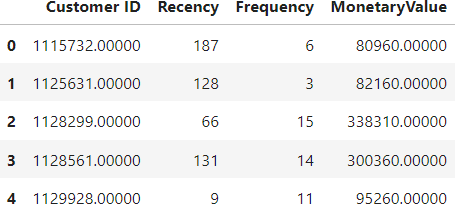 Customer ID Recency Frequency MonetaryValue
0 1115732.00000 187 6 80960.00000
1 1125631.00000 128 3 82160.00000
2 1128299.00000 66 15 338310.00000
3 1128561.00000 131 14 300360.00000
4 1129928.00000 9 11 95260.00000